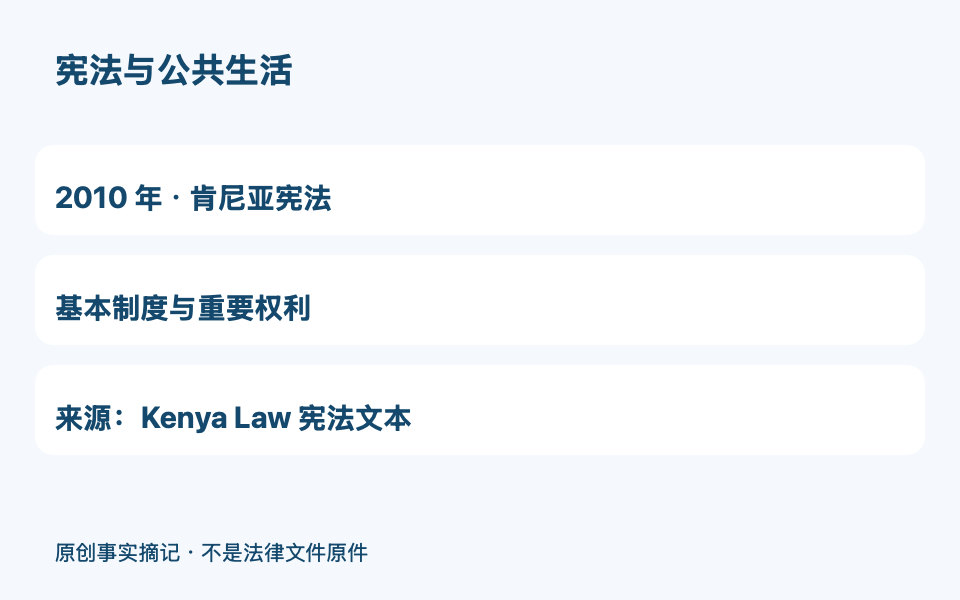 宪法与公共生活
2010 年 · 肯尼亚宪法
基本制度与重要权利
来源：Kenya Law 宪法文本
原创事实摘记 · 不是法律文件原件